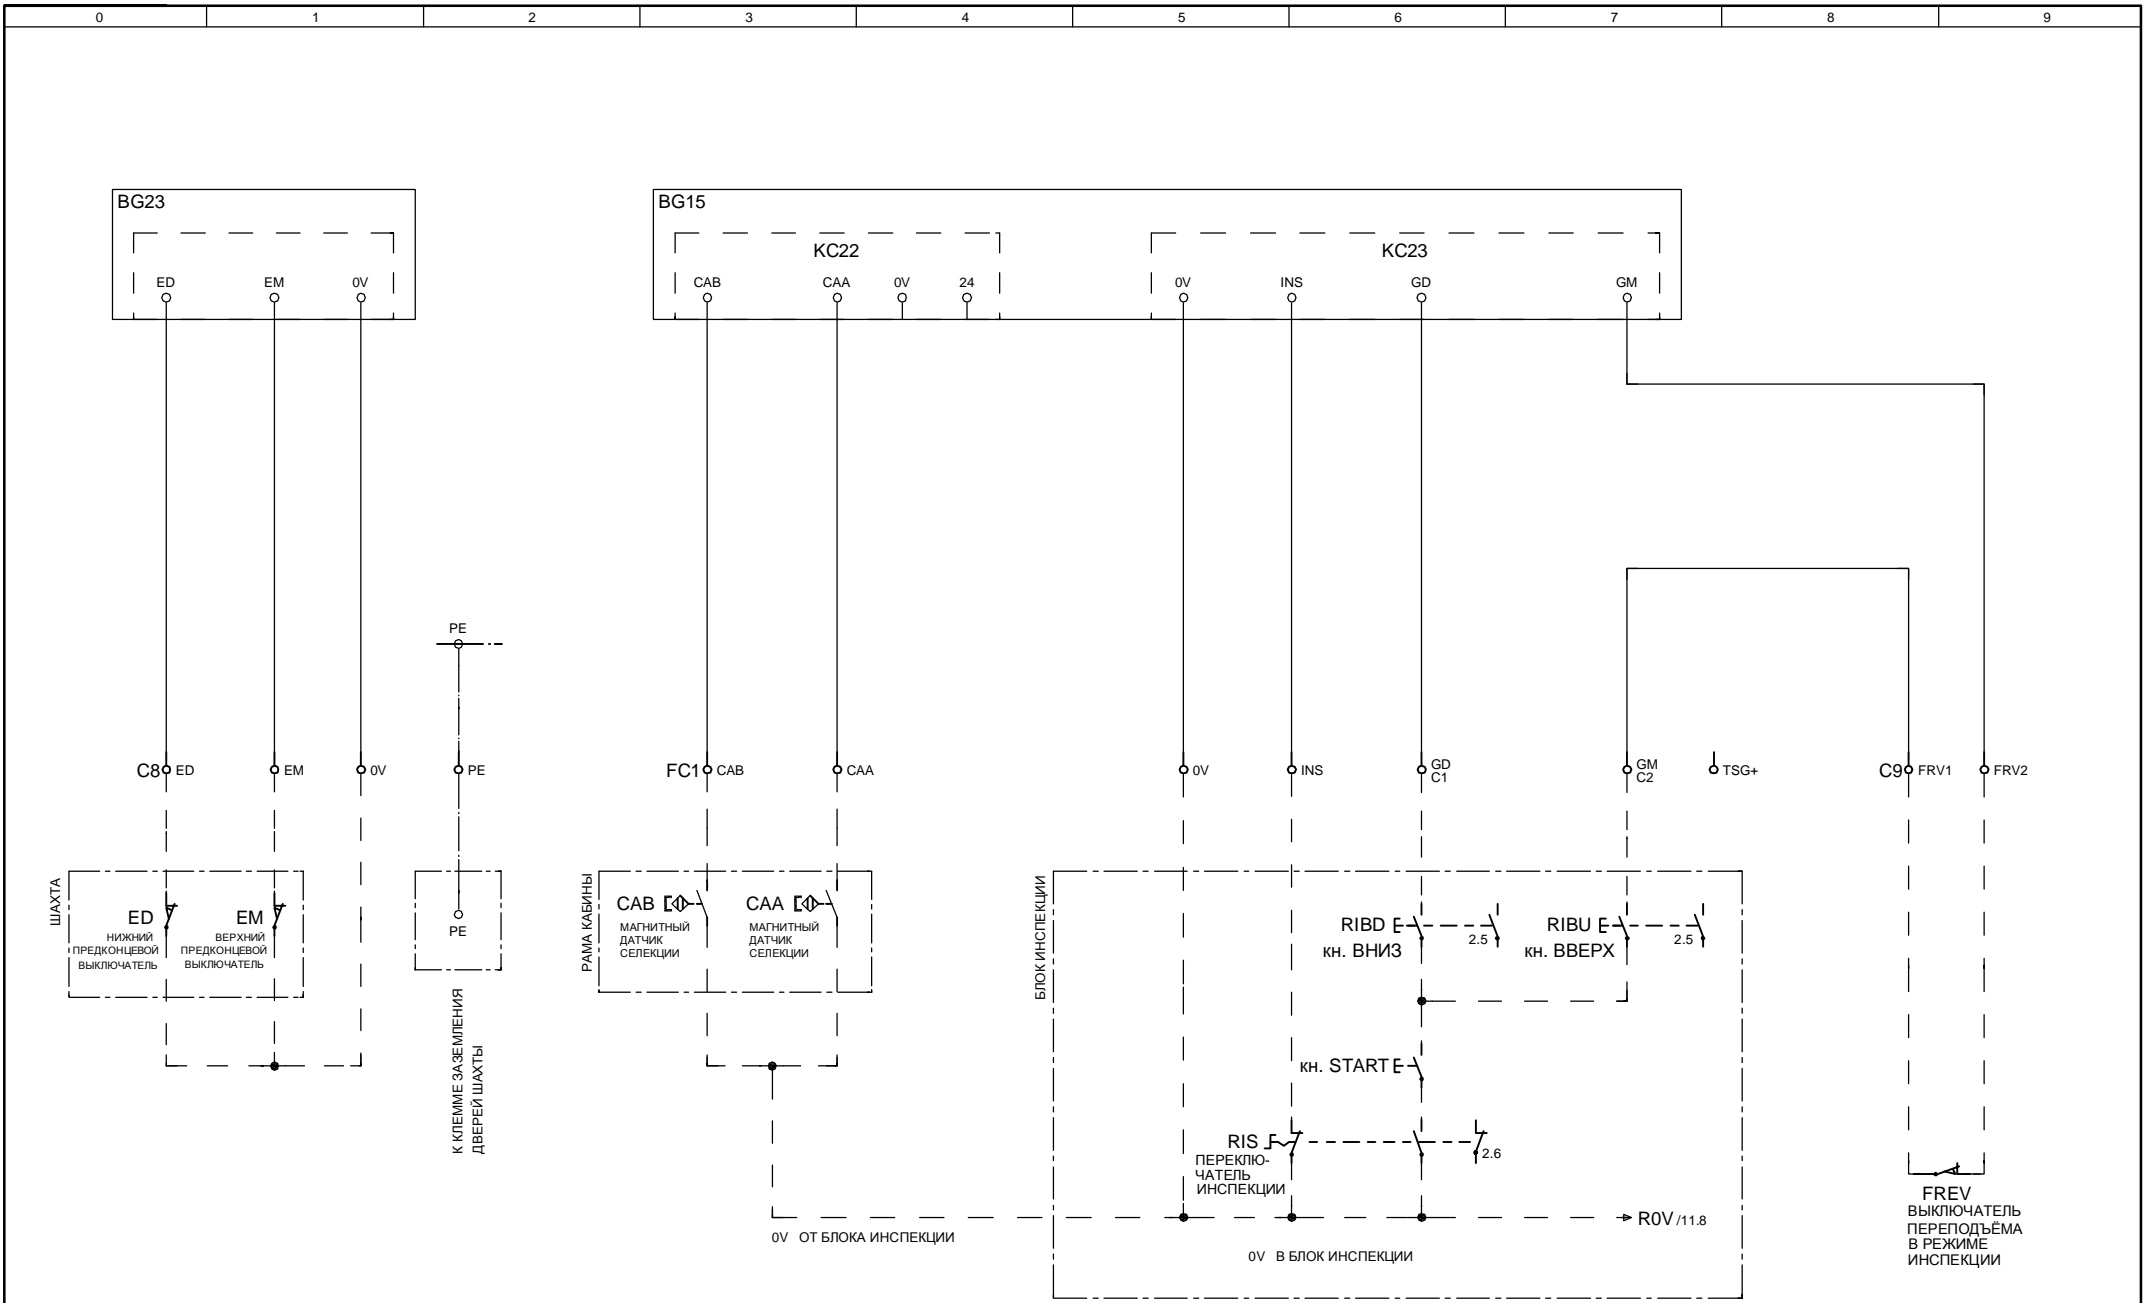 0 1 2 3 4 5 6 7 8 9
BG23
ED EM 0V
BG15
KC22
CAB CAA 0V 24
KC23
0V INS GD GM
PE
C8 ED EM 0V PE
FC1 CAB CAA
0V INS GD
C1
GM
C2
TSG+
C9 FRV1 FRV2
ШАХТА
ED
НИЖНИЙ
ПРЕДКОНЦЕВОЙ
ВЫКЛЮЧАТЕЛЬ
EM
ВЕРХНИЙ
ПРЕДКОНЦЕВОЙ
ВЫКЛЮЧАТЕЛЬ
PE
К КЛЕММЕ ЗАЗЕМЛЕНИЯ
ДВЕРЕЙ ШАХТЫ
РАМА КАБИНЫ
CAB
МАГНИТНЫЙ
ДАТЧИК
СЕЛЕКЦИИ
CAA
МАГНИТНЫЙ
ДАТЧИК
СЕЛЕКЦИИ
0V ОТ БЛОКА ИНСПЕКЦИИ
БЛОК ИНСПЕКЦИИ
RIBD
кн. ВНИЗ
2.5
RIBU
кн. ВВЕРХ
2.5
кн. START
RIS
ПЕРЕКЛЮ-
ЧАТЕЛЬ
ИНСПЕКЦИИ
2.6
R0V /11.8
0V В БЛОК ИНСПЕКЦИИ
FREV
ВЫКЛЮЧАТЕЛЬ
ПЕРЕПОДЪЁМА
В РЕЖИМЕ
ИНСПЕКЦИИ